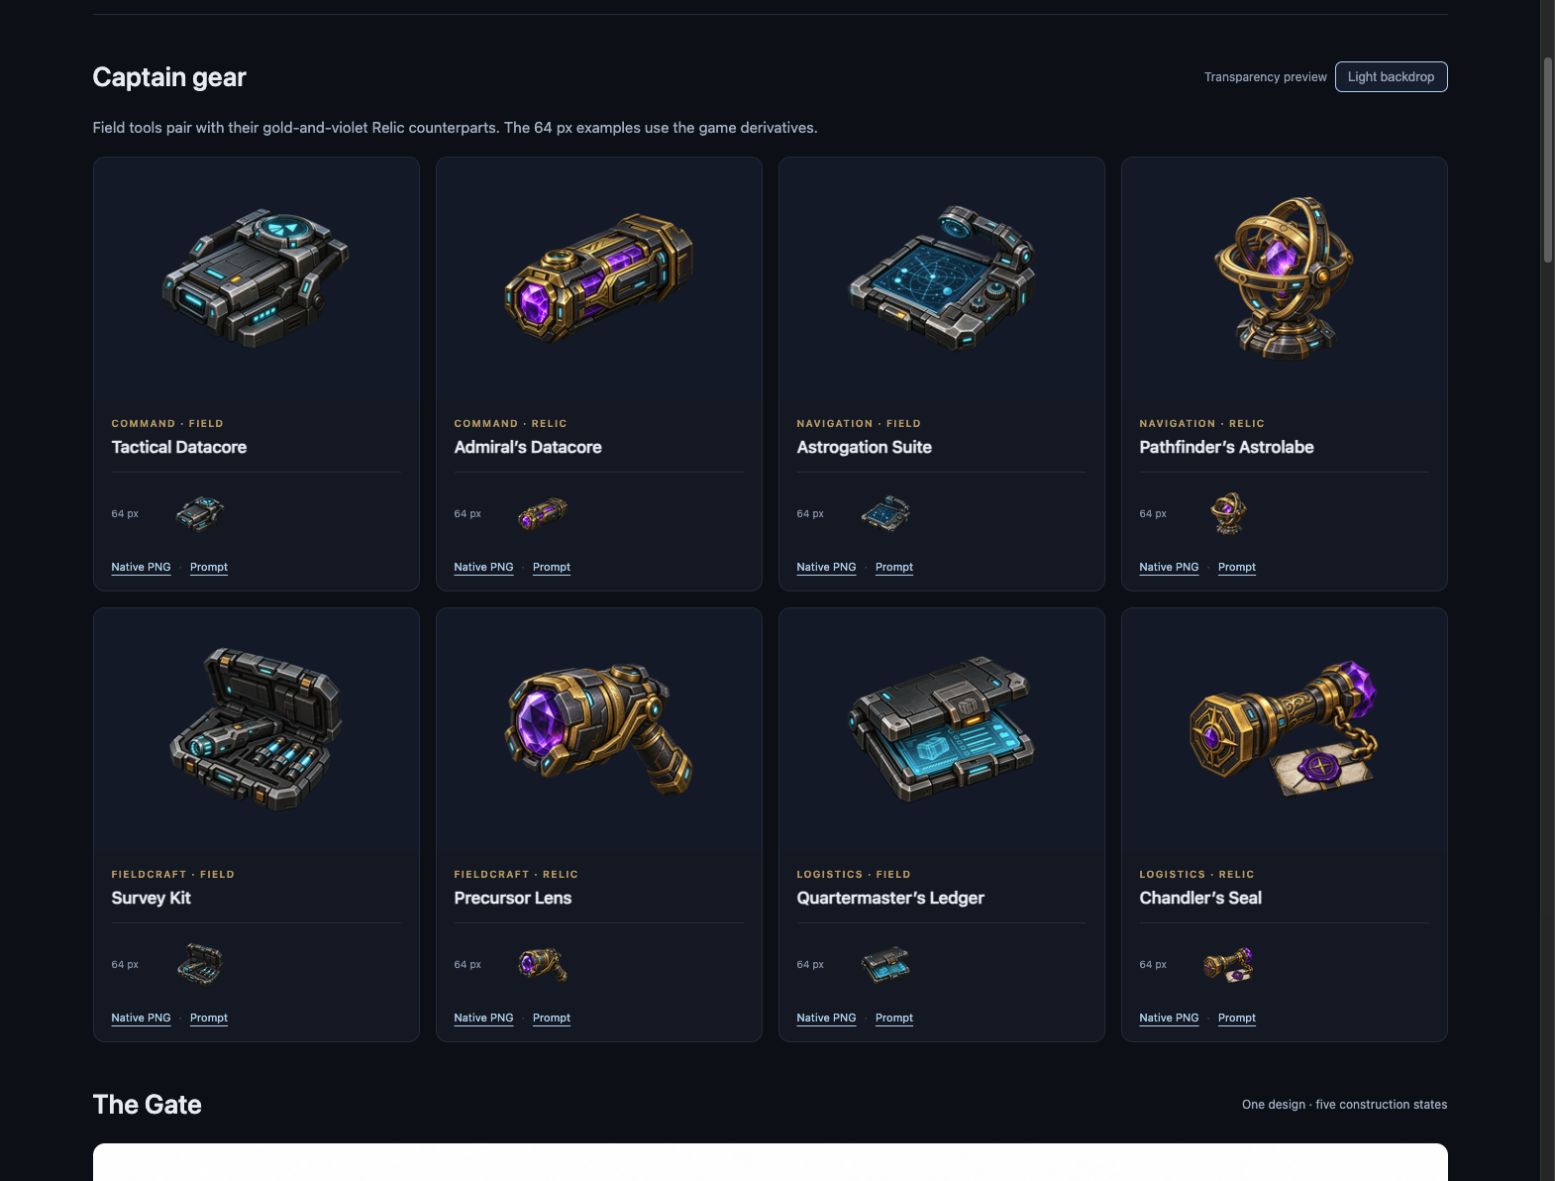 Captain gear
Transparency preview
Light backdrop
Field tools pair with their gold-and-violet Relic counterparts. The 64 px examples use the game derivatives.
COMMAND · FIELD
Tactical Datacore
64 px
Native PNG · Prompt
COMMAND · RELIC
Admiral’s Datacore
64 px
Native PNG · Prompt
NAVIGATION · FIELD
Astrogation Suite
64 px
Native PNG · Prompt
NAVIGATION · RELIC
Pathfinder’s Astrolabe
64 px
Native PNG · Prompt
FIELDCRAFT · FIELD
Survey Kit
64 px
Native PNG · Prompt
FIELDCRAFT · RELIC
Precursor Lens
64 px
Native PNG · Prompt
LOGISTICS · FIELD
Quartermaster’s Ledger
64 px
Native PNG · Prompt
LOGISTICS · RELIC
Chandler’s Seal
64 px
Native PNG · Prompt
The Gate
One design · five construction states